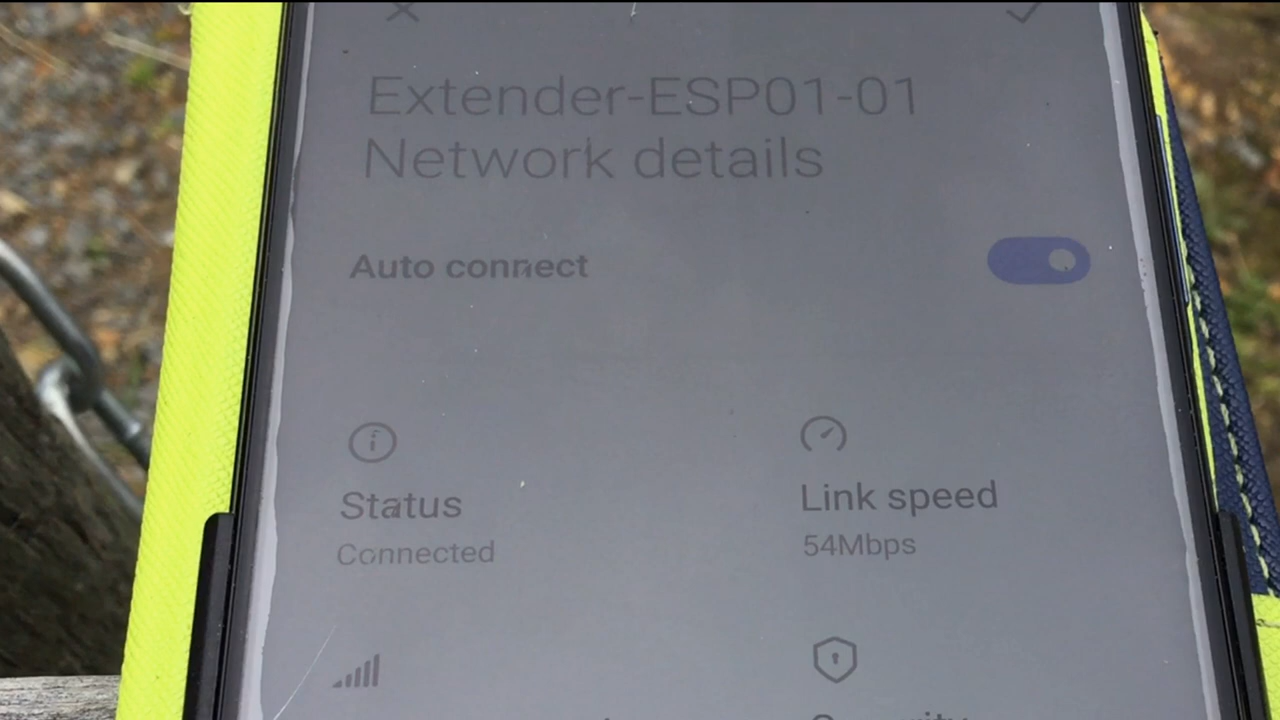 Extender-ESP01-01
Network details
Auto connect
Status
Link speed
Connected
54Mbps